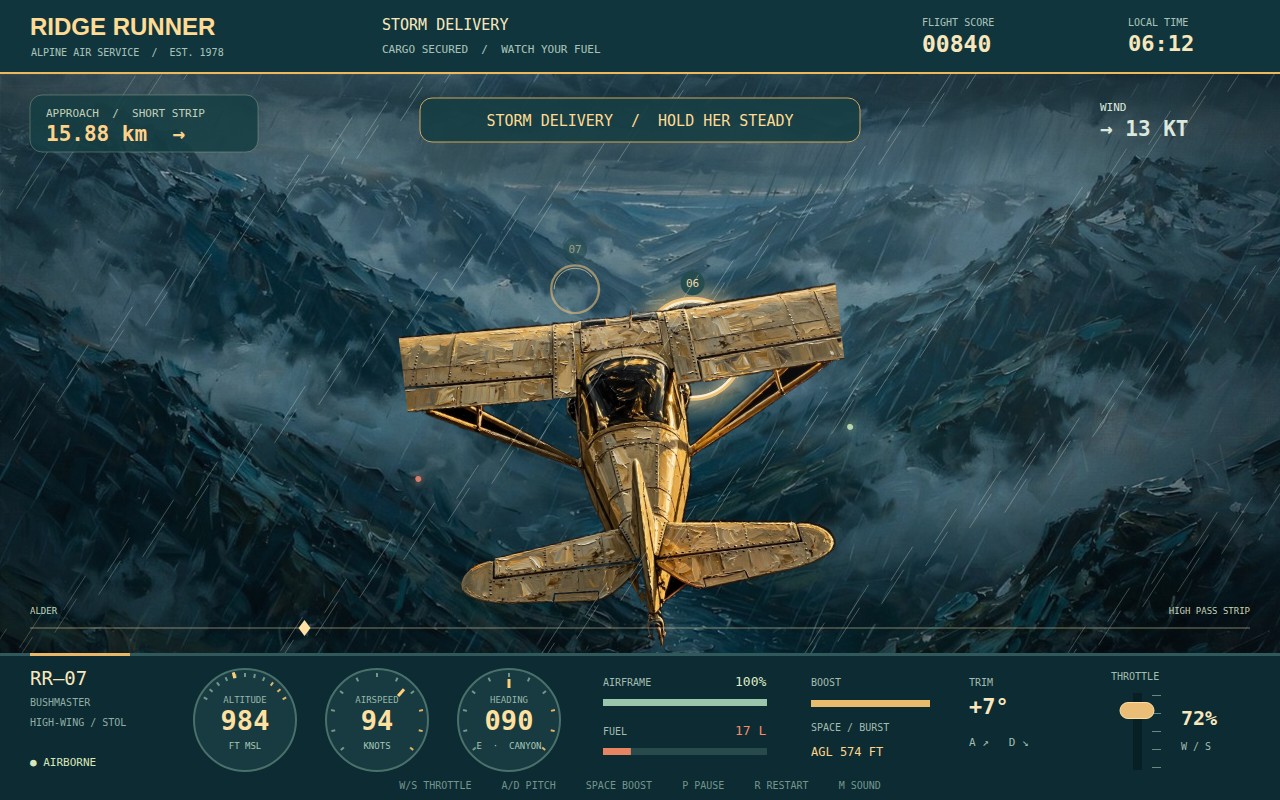 RIDGE RUNNER
ALPINE AIR SERVICE / EST. 1978
STORM DELIVERY
CARGO SECURED / WATCH YOUR FUEL
FLIGHT SCORE
00840
LOCAL TIME
06:12
APPROACH / SHORT STRIP
15.88 km →
STORM DELIVERY / HOLD HER STEADY
WIND
→ 13 KT
07
06
ALDER
HIGH PASS STRIP
RR—07
BUSHMASTER
HIGH-WING / STOL
● AIRBORNE
ALTITUDE
984
FT MSL
AIRSPEED
94
KNOTS
HEADING
090
E · CANYON
AIRFRAME 100%
FUEL 17 L
BOOST
SPACE / BURST
AGL 574 FT
TRIM
+7°
A ↗ D ↘
THROTTLE
72%
W / S
W/S THROTTLE A/D PITCH SPACE BOOST P PAUSE R RESTART M SOUND